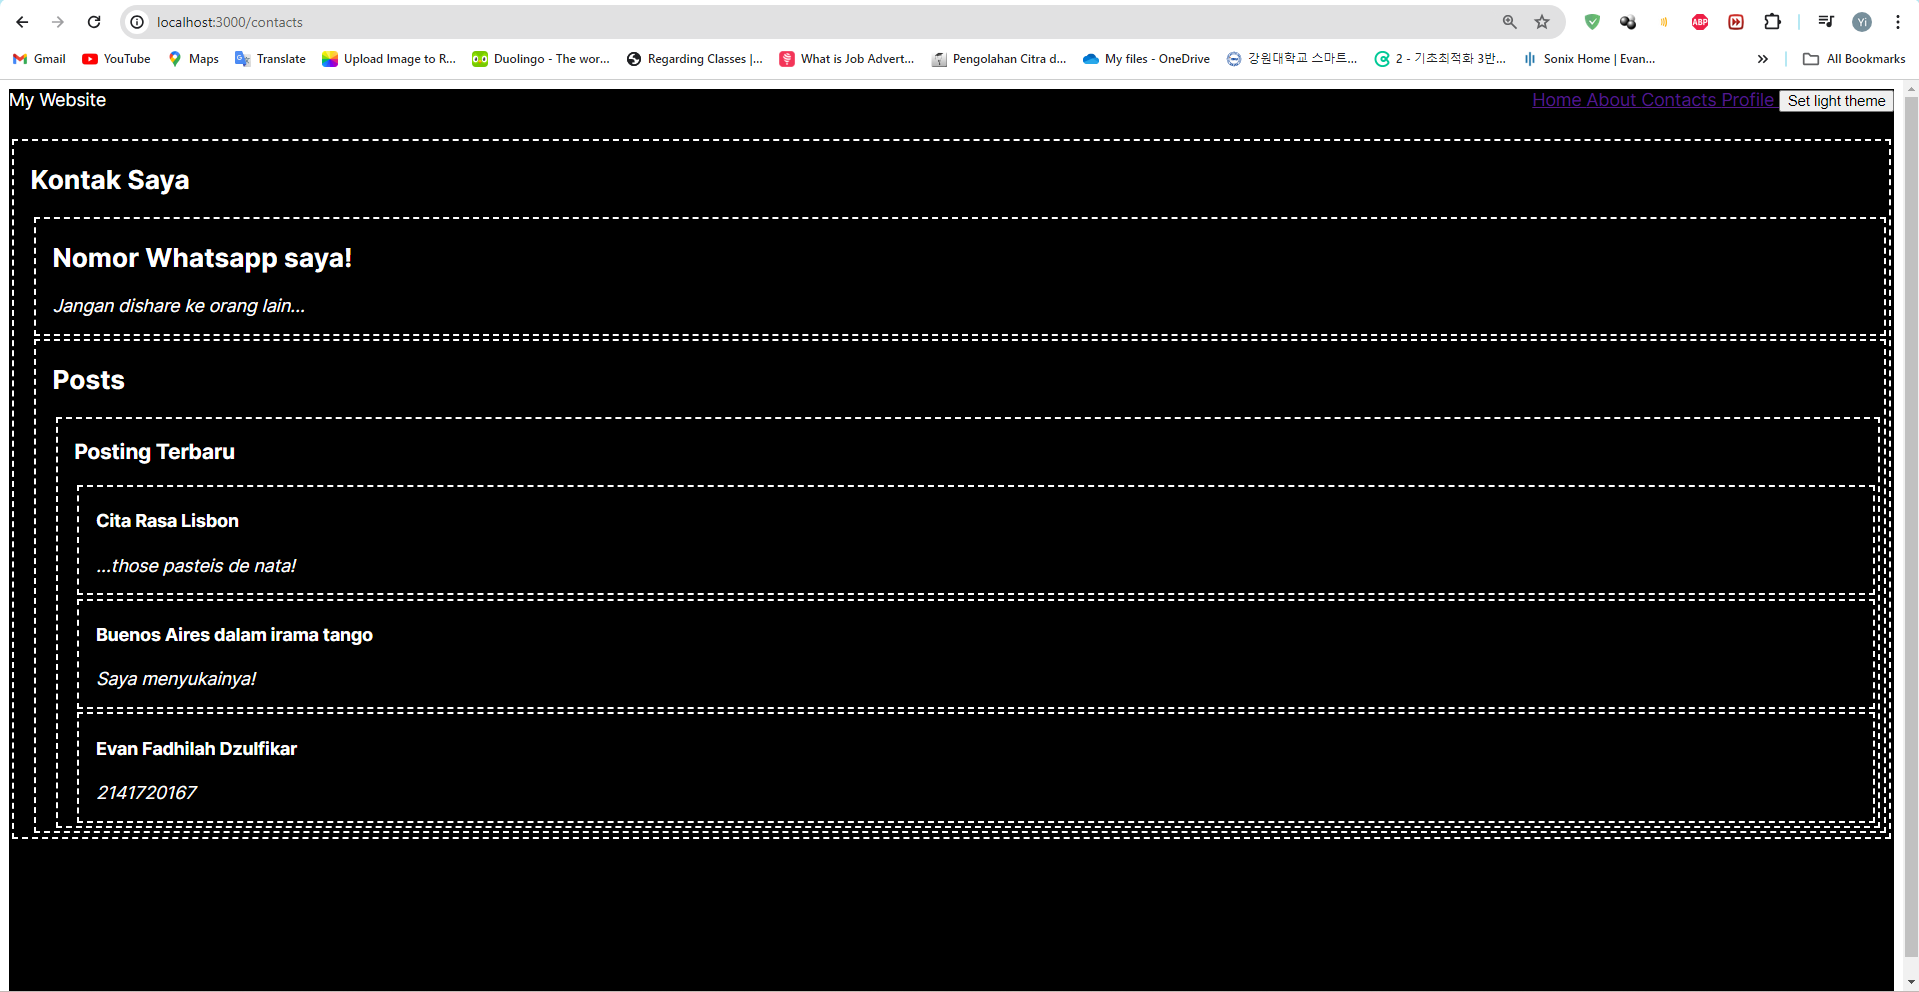 localhost:3000/contacts
ABP
Yi
Gmail YouTube Maps Translate Upload Image to R... Duolingo - The wor... Regarding Classes |... What is Job Advert... Pengolahan Citra d... My files - OneDrive 강원대학교 스마트... 2 - 기초최적화 3반... Sonix Home | Evan... All Bookmarks
My Website Home About Contacts Profile Set light theme
Kontak Saya
Nomor Whatsapp saya!
Jangan dishare ke orang lain...
Posts
Posting Terbaru
Cita Rasa Lisbon
...those pasteis de nata!
Buenos Aires dalam irama tango
Saya menyukainya!
Evan Fadhilah Dzulfikar
2141720167